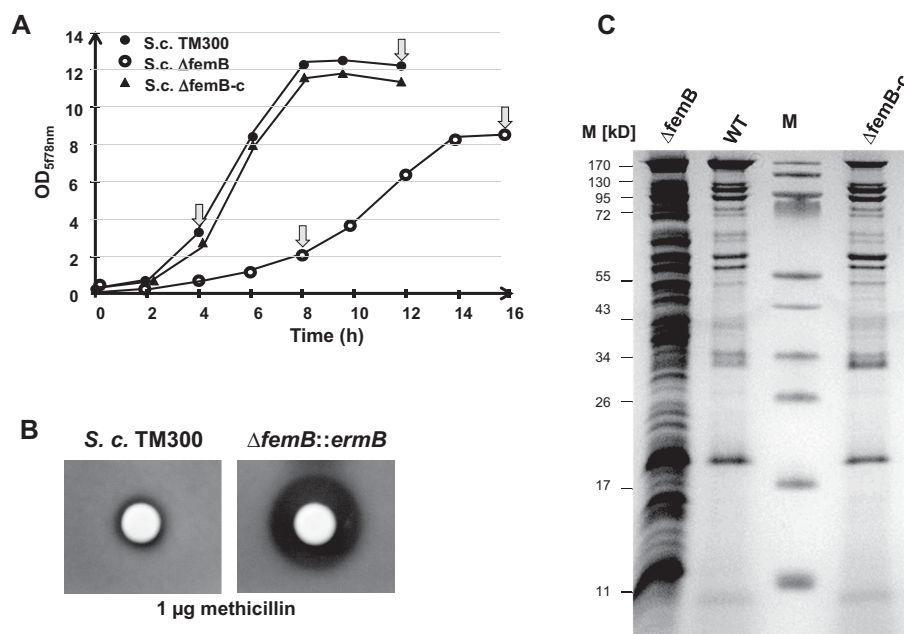 A
S.c. TM300
S.c. ΔfemB
S.c. ΔfemB-c
14
12
10
8
6
4
2
0
OD5f78nm
0 2 4 6 8 10 12 14 16
Time (h)
B
S. c. TM300 ΔfemB::ermB
1 µg methicillin
C
M [kD] ΔfemB WT M ΔfemB-c
170
130
95
72
55
43
34
26
17
11